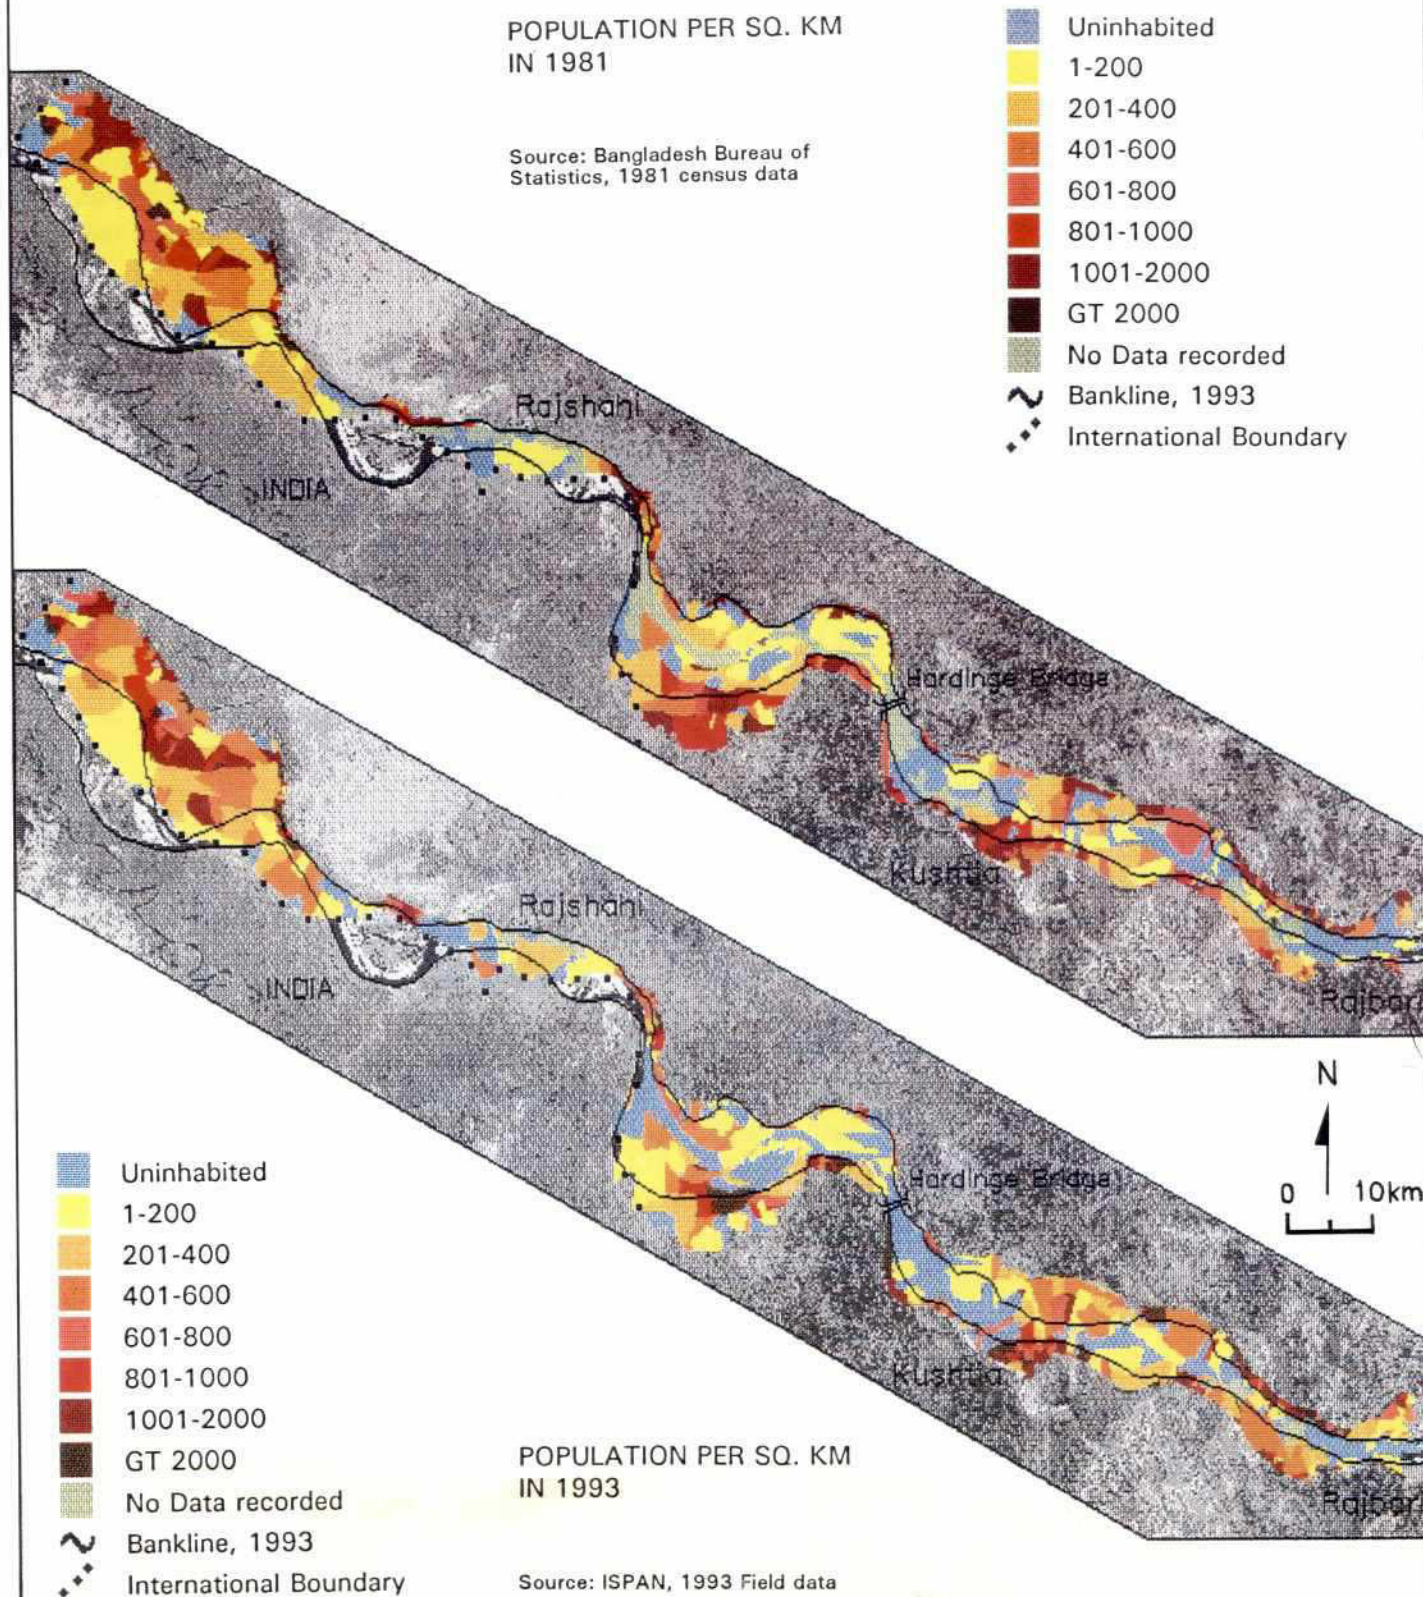 POPULATION PER SQ. KM
IN 1981
Source: Bangladesh Bureau of
Statistics, 1981 census data
Uninhabited
1-200
201-400
401-600
601-800
801-1000
1001-2000
GT 2000
No Data recorded
Bankline, 1993
International Boundary
Rajshahi
INDIA
Hardinge Bridge
Kushtia
Rajbar
Rajshahi
INDIA
Hardinge Bridge
Kushtia
Rajbar
N
0 10km
Uninhabited
1-200
201-400
401-600
601-800
801-1000
1001-2000
GT 2000
No Data recorded
Bankline, 1993
International Boundary
POPULATION PER SQ. KM
IN 1993
Source: ISPAN, 1993 Field data